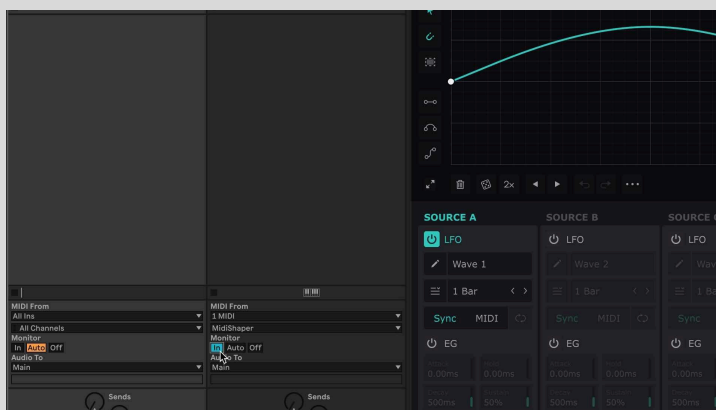 2x
SOURCE A SOURCE B SOURCE C
LFO LFO LFO
Wave 1 Wave 2 Wav
1 Bar 1 Bar 1 Bar
Sync MIDI Sync MIDI Sync
EG EG EG
0.00ms 0.00ms 0.00ms 0.00ms 0.00ms
500ms 50% 500ms 50% 500ms
MIDI From MIDI From
All Ins 1 MIDI
All Channels MidiShaper
Monitor Monitor
In Auto Off In Auto Off
Audio To Audio To
Main Main
Sends Sends